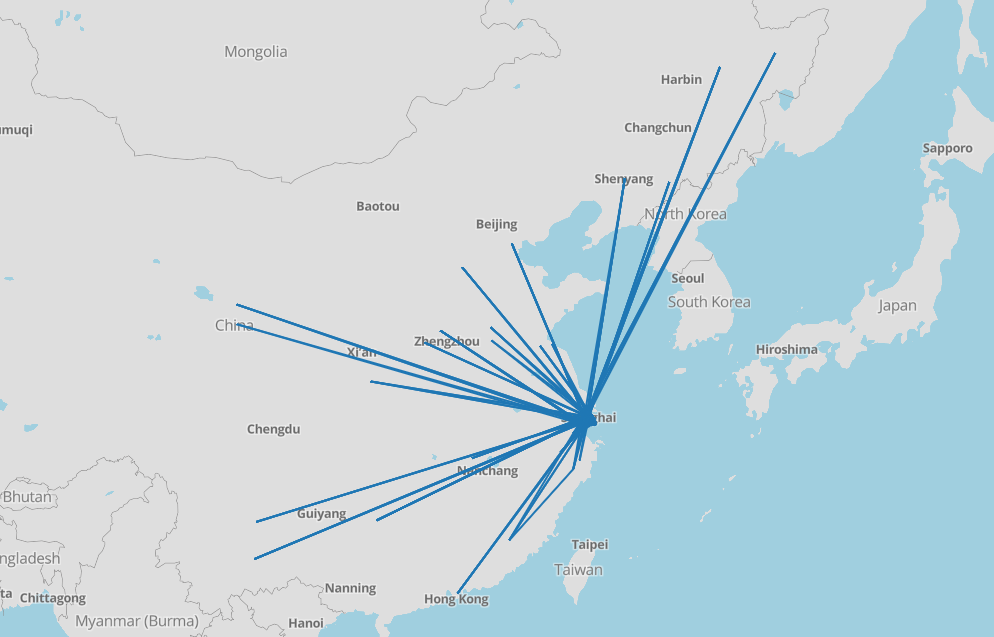 Mongolia
Harbin
Changchun
Sapporo
Shenyang
Baotou
North Korea
Beijing
Seoul
South Korea
Japan
China
Zhengzhou
Xi'an
Hiroshima
Chengdu
Nanchang
Bhutan
Guiyang
Taipei
Taiwan
Nanning
Chittagong
Hong Kong
Myanmar (Burma)
Hanoi